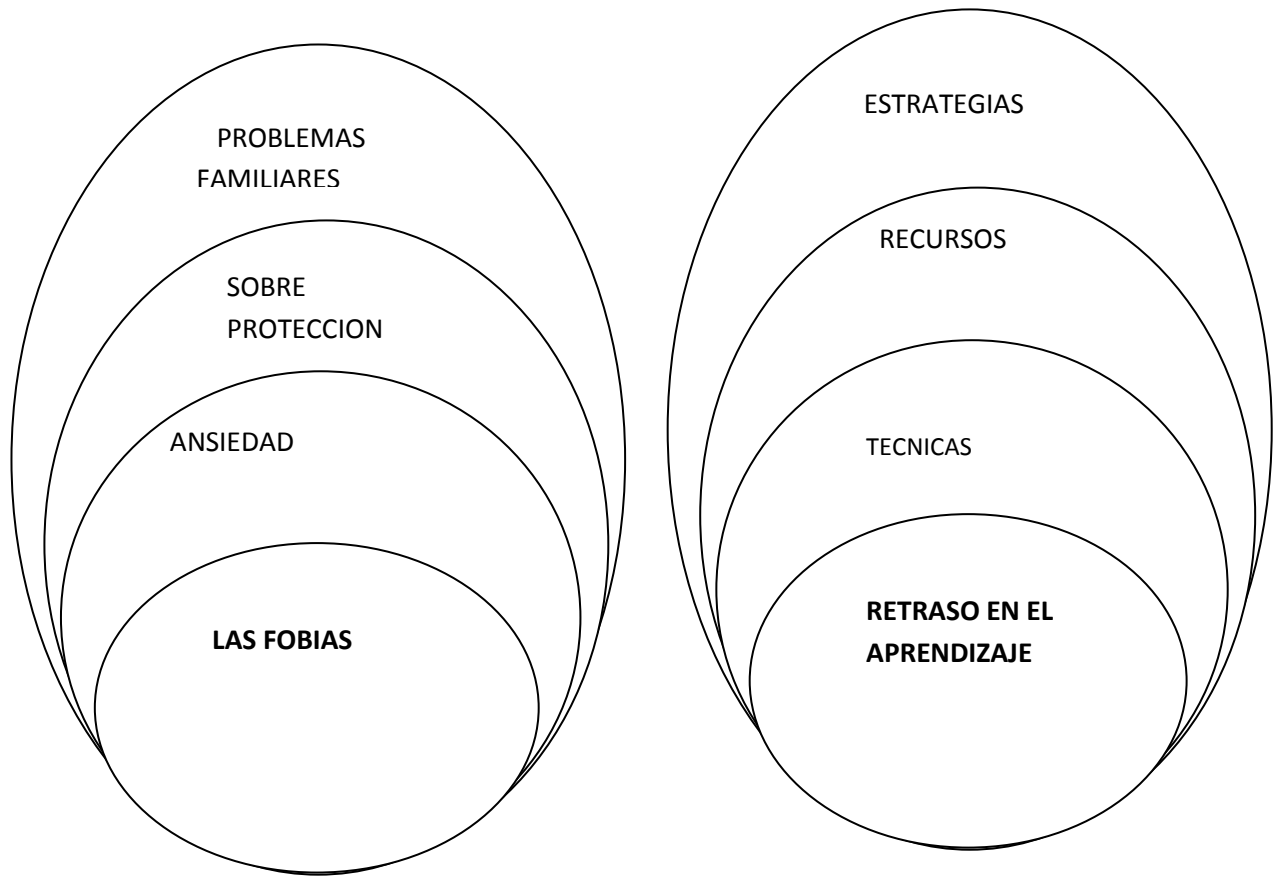 PROBLEMAS
FAMILIARES
SOBRE
PROTECCION
ANSIEDAD
LAS FOBIAS
ESTRATEGIAS
RECURSOS
TECNICAS
RETRASO EN EL
APRENDIZAJE